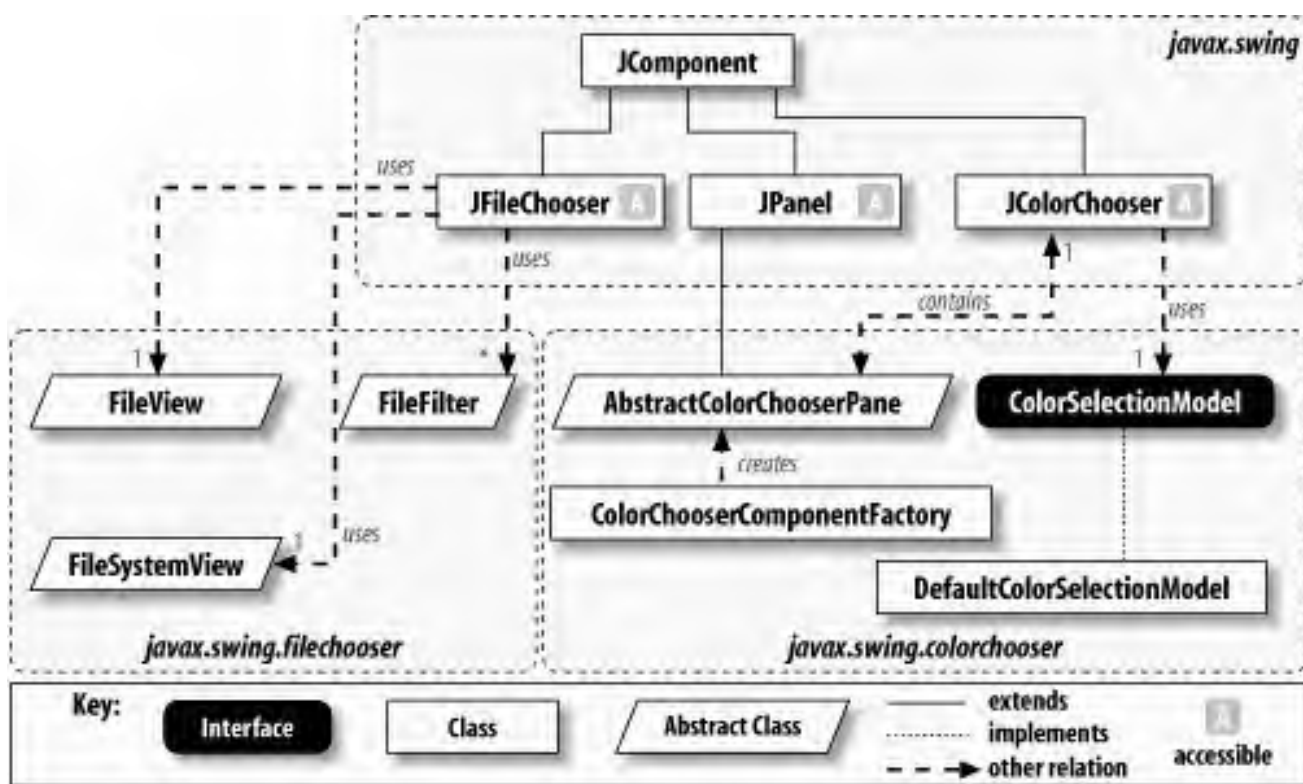 javax.swing
JComponent
uses
JFileChooser A
JPanel A
JColorChooser A
uses
1
contains
uses
1
*
1
FileView
FileFilter
AbstractColorChooserPane
ColorSelectionModel
creates
ColorChooserComponentFactory
1
uses
FileSystemView
DefaultColorSelectionModel
javax.swing.filechooser
javax.swing.colorchooser
Key:
Interface
Class
Abstract Class
extends
implements
other relation
A
accessible